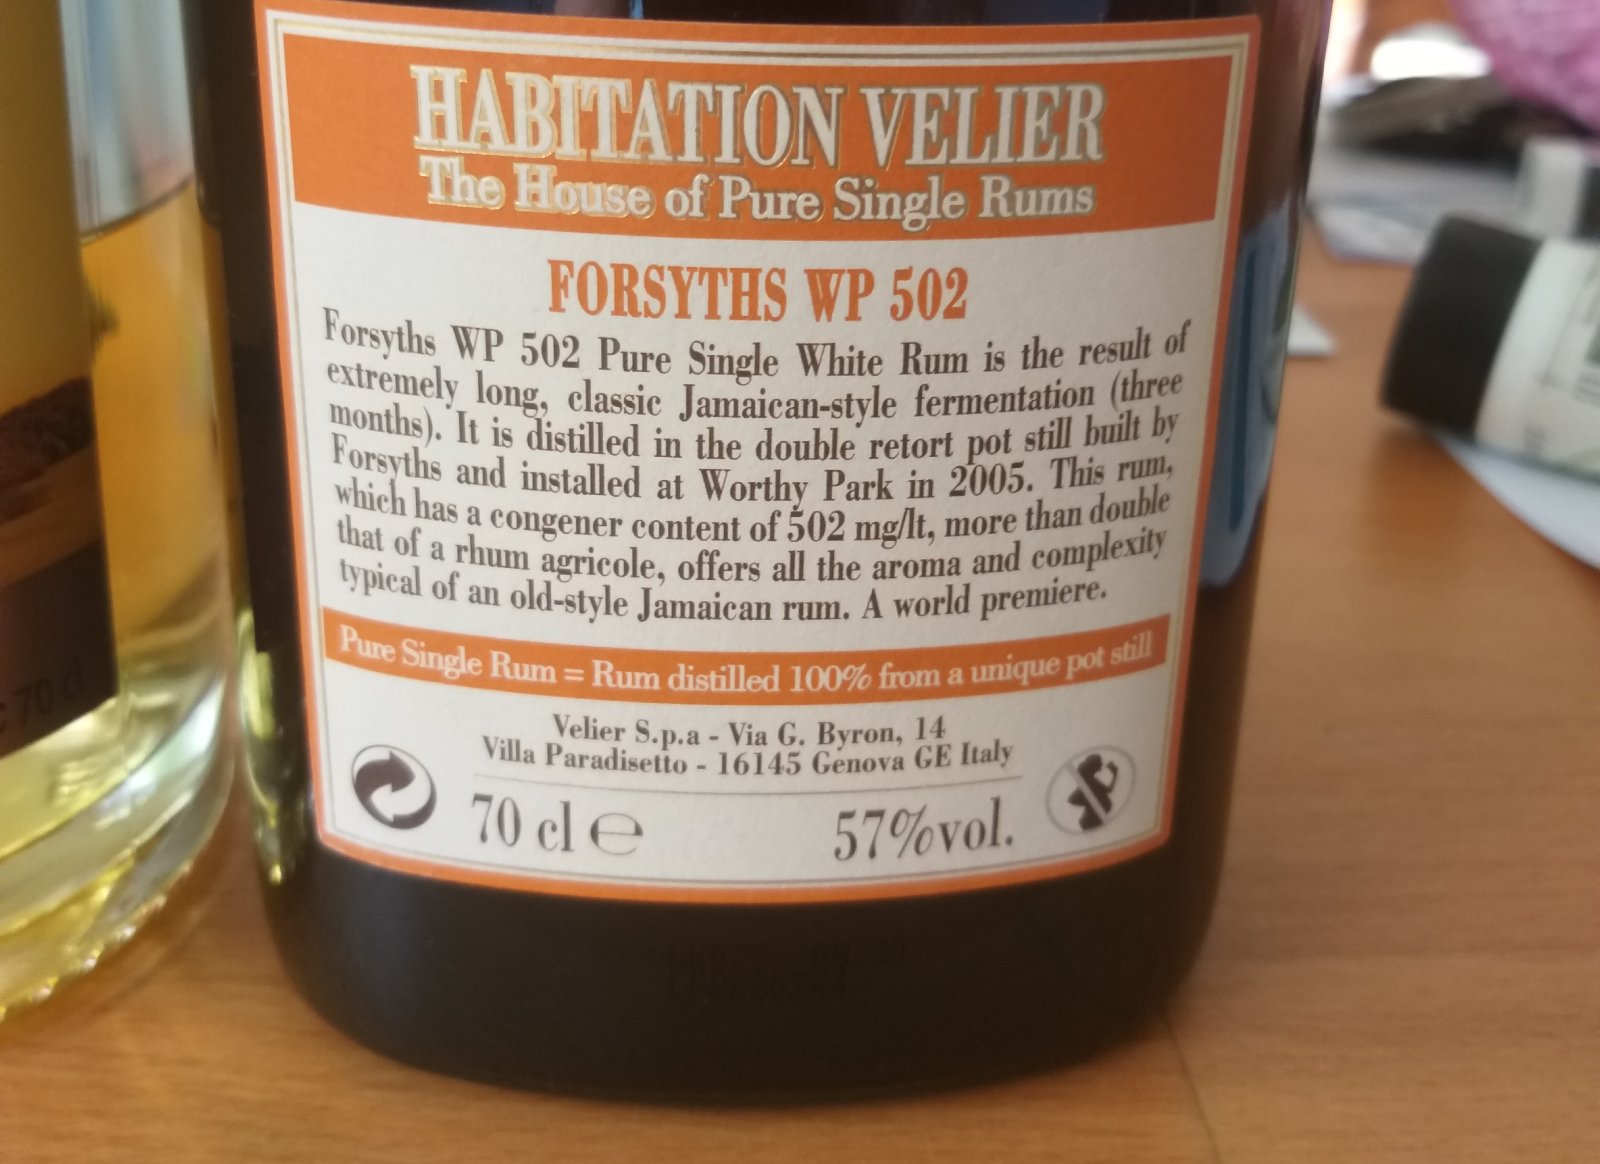 HABITATION VELIER
The House of Pure Single Rums
FORSYTHS WP 502
Forsyths WP 502 Pure Single White Rum is the result of
extremely long, classic Jamaican-style fermentation (three
months). It is distilled in the double retort pot still built by
Forsyths and installed at Worthy Park in 2005. This rum,
which has a congener content of 502 mg/lt, more than double
that of a rhum agricole, offers all the aroma and complexity
typical of an old-style Jamaican rum. A world premiere.
Pure Single Rum = Rum distilled 100% from a unique pot still
Velier S.p.a - Via G. Byron, 14
Villa Paradisetto - 16145 Genova GE Italy
70 cl e
57%vol.
70 cl